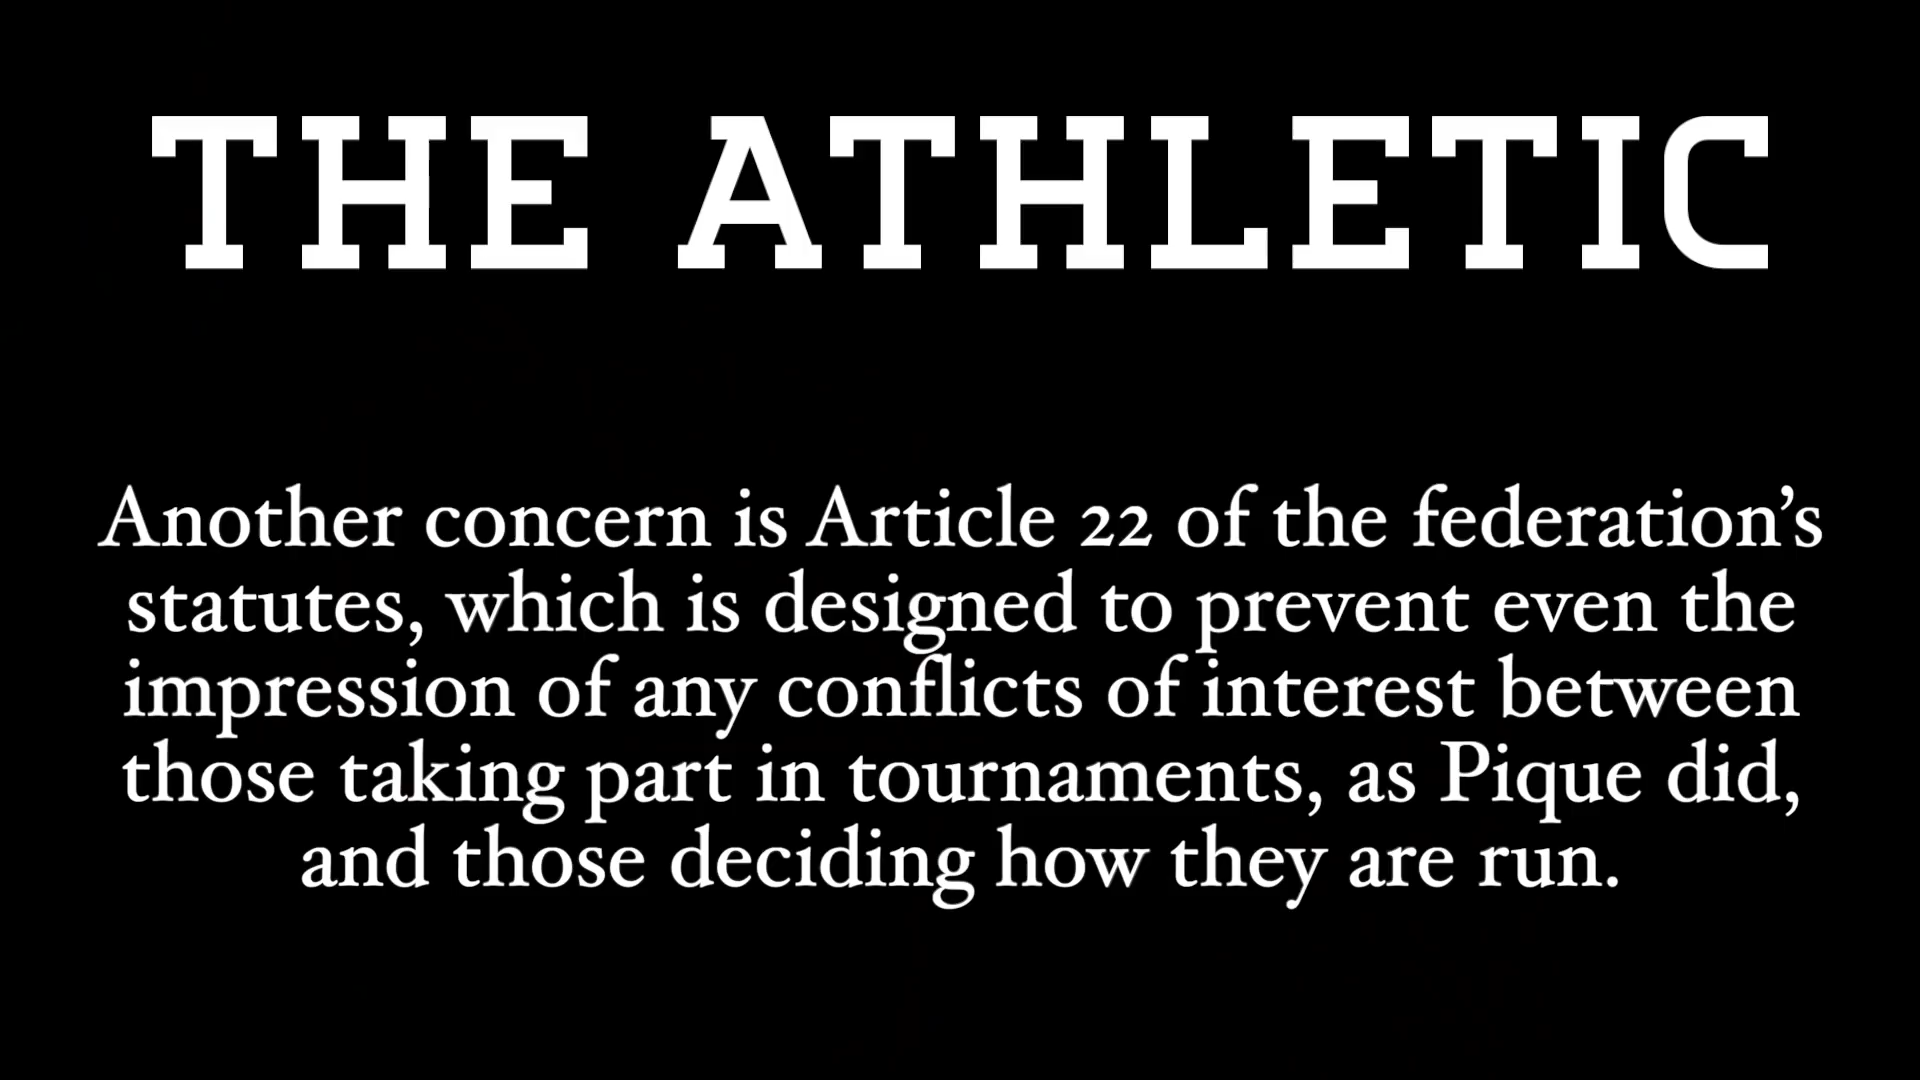 THE ATHLETIC
Another concern is Article 22 of the federation’s
statutes, which is designed to prevent even the
impression of any conflicts of interest between
those taking part in tournaments, as Pique did,
and those deciding how they are run.